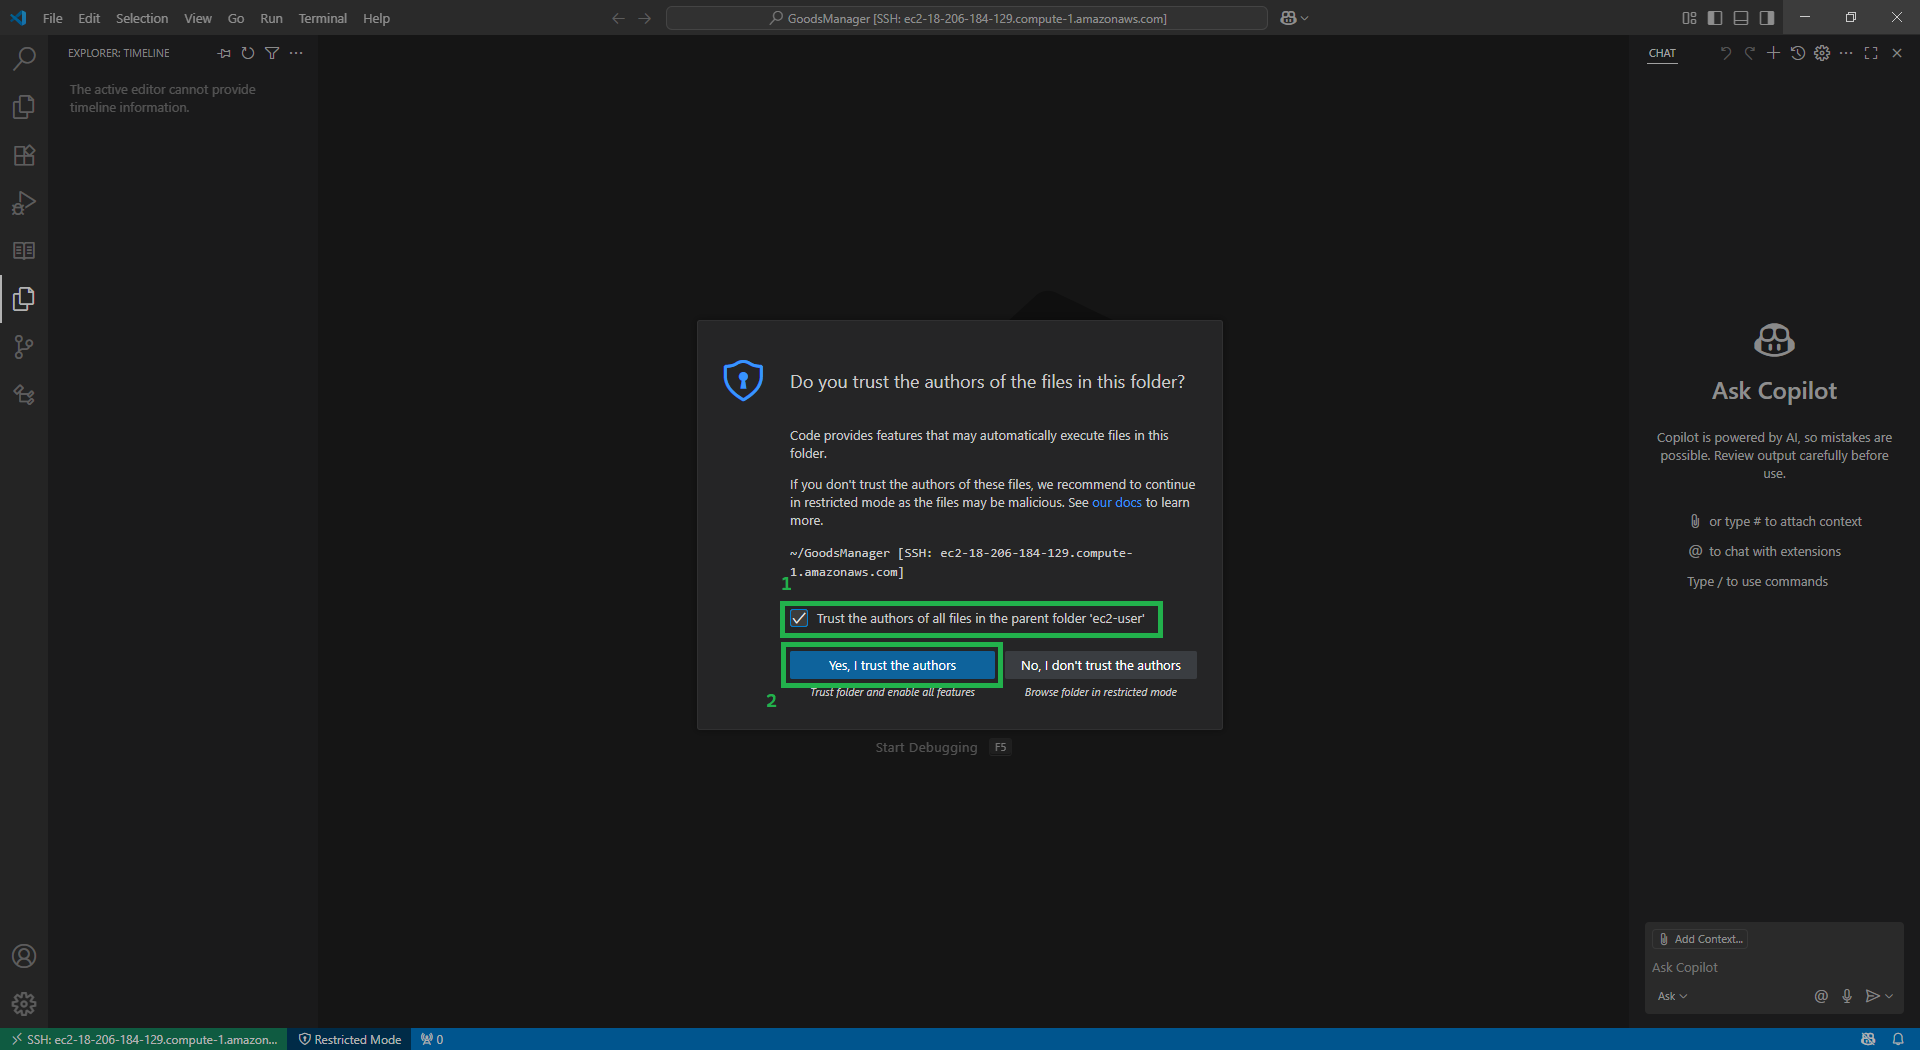 File Edit Selection View Go Run Terminal Help
GoodsManager [SSH: ec2-18-206-184-129.compute-1.amazonaws.com]
EXPLORER: TIMELINE
The active editor cannot provide
timeline information.
CHAT
Do you trust the authors of the files in this folder?
Code provides features that may automatically execute files in this
folder.
If you don't trust the authors of these files, we recommend to continue
in restricted mode as the files may be malicious. See our docs to learn
more.
~/GoodsManager [SSH: ec2-18-206-184-129.compute-
1.amazonaws.com]
1
Trust the authors of all files in the parent folder 'ec2-user'
Yes, I trust the authors
No, I don't trust the authors
2
Trust folder and enable all features
Browse folder in restricted mode
Start Debugging F5
Ask Copilot
Copilot is powered by AI, so mistakes are
possible. Review output carefully before
use.
or type # to attach context
@ to chat with extensions
Type / to use commands
Add Context...
Ask Copilot
Ask
@
SSH: ec2-18-206-184-129.compute-1.amazon...
Restricted Mode
0